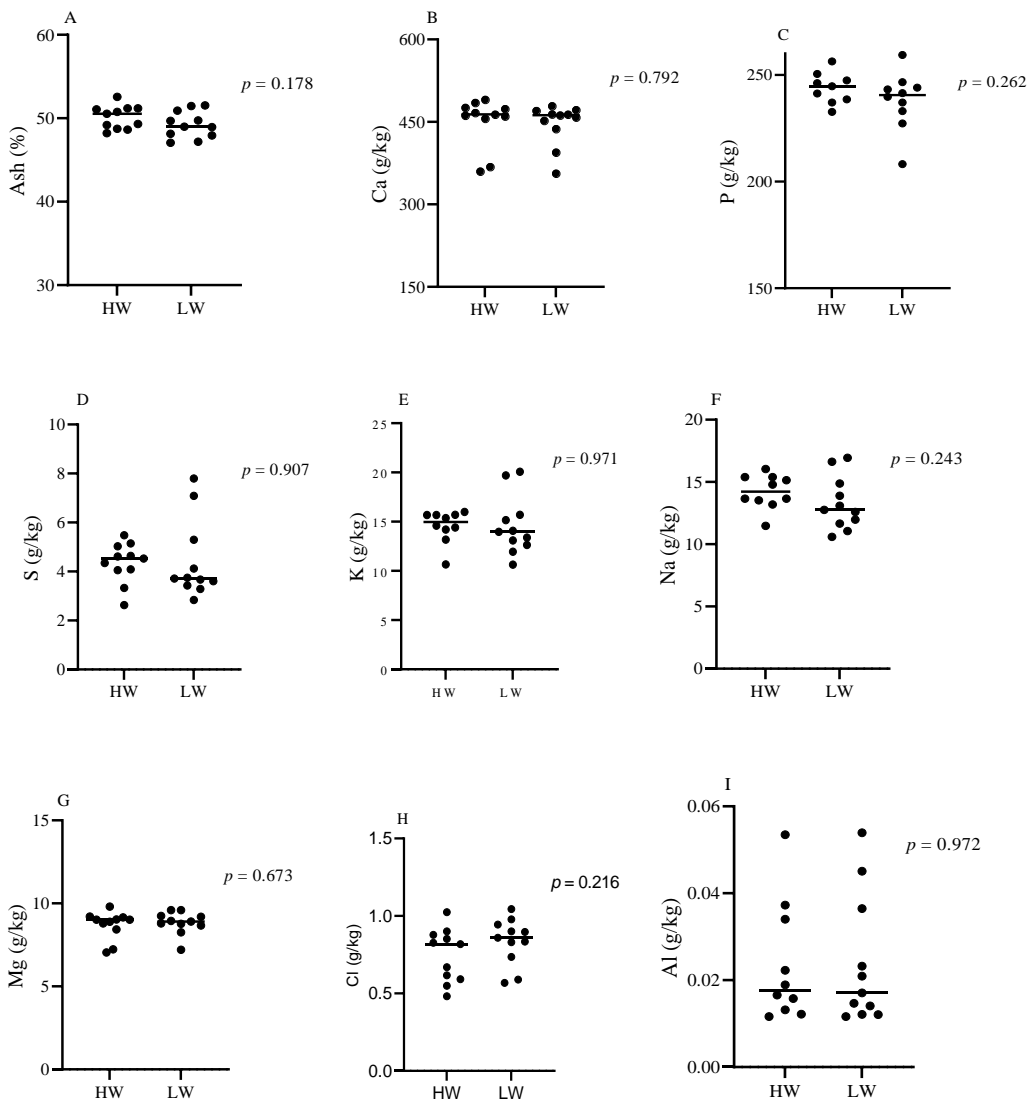 A
60
50
40
30
Ash (%)
HW
LW
p = 0.178
B
600
450
300
150
Ca (g/kg)
HW
LW
p = 0.792
C
250
200
150
P (g/kg)
HW
LW
p = 0.262
D
10
8
6
4
2
0
S (g/kg)
HW
LW
p = 0.907
E
25
20
15
10
5
0
K (g/kg)
HW
LW
p = 0.971
F
20
15
10
5
0
Na (g/kg)
HW
LW
p = 0.243
G
15
10
5
0
Mg (g/kg)
HW
LW
p = 0.673
H
1.5
1.0
0.5
0.0
Cl (g/kg)
HW
LW
p = 0.216
I
0.06
0.04
0.02
0.00
Al (g/kg)
HW
LW
p = 0.972